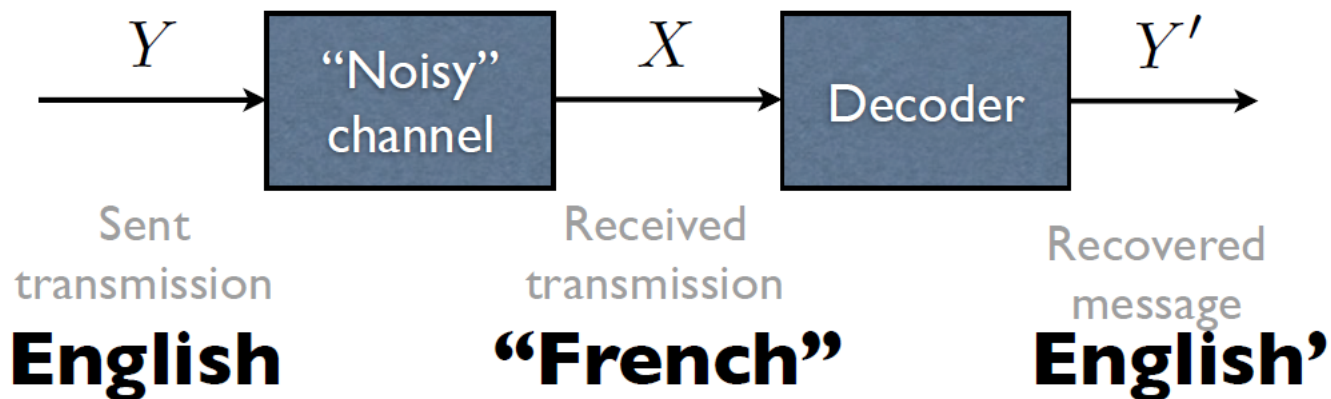 Y
“Noisy”
channel
X
Decoder
Y′
Sent
transmission
English
Received
transmission
“French”
Recovered
message
English’